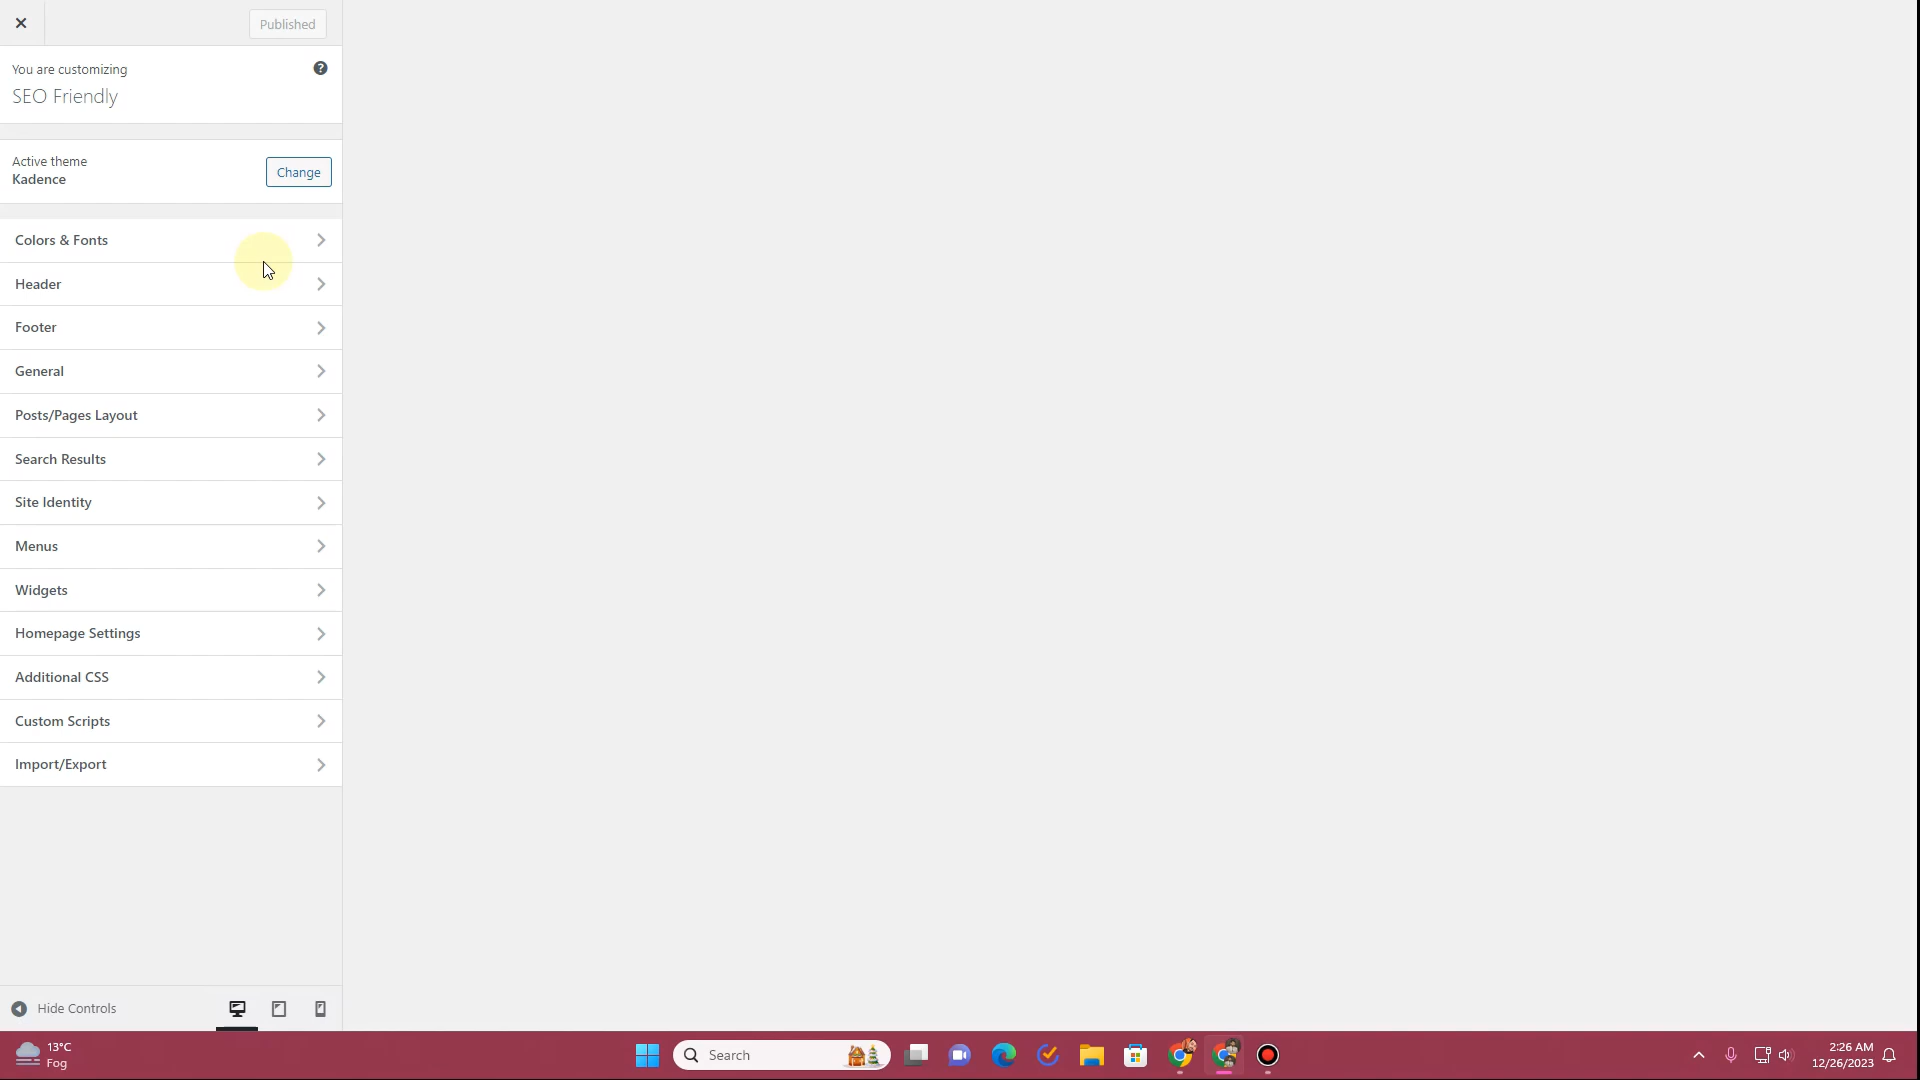 Published
You are customizing
SEO Friendly
Active theme
Kadence
Change
Colors & Fonts
Header
Footer
General
Posts/Pages Layout
Search Results
Site Identity
Menus
Widgets
Homepage Settings
Additional CSS
Custom Scripts
Import/Export
Hide Controls
13°C
Fog
Search
2:26 AM
12/26/2023